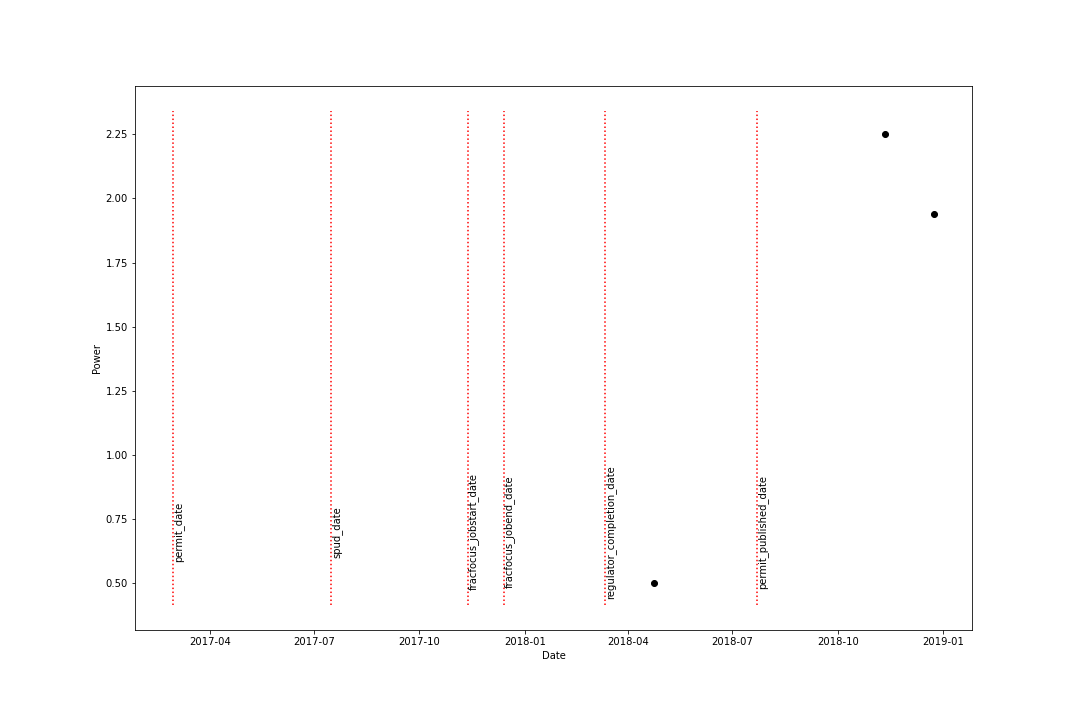 2.25
2.00
1.75
1.50
1.25
1.00
0.75
0.50
Power
permit_date
spud_date
fracfocus_jobstart_date
fracfocus_jobend_date
regulator_completion_date
permit_published_date
2017-04
2017-07
2017-10
2018-01
2018-04
2018-07
2018-10
2019-01
Date